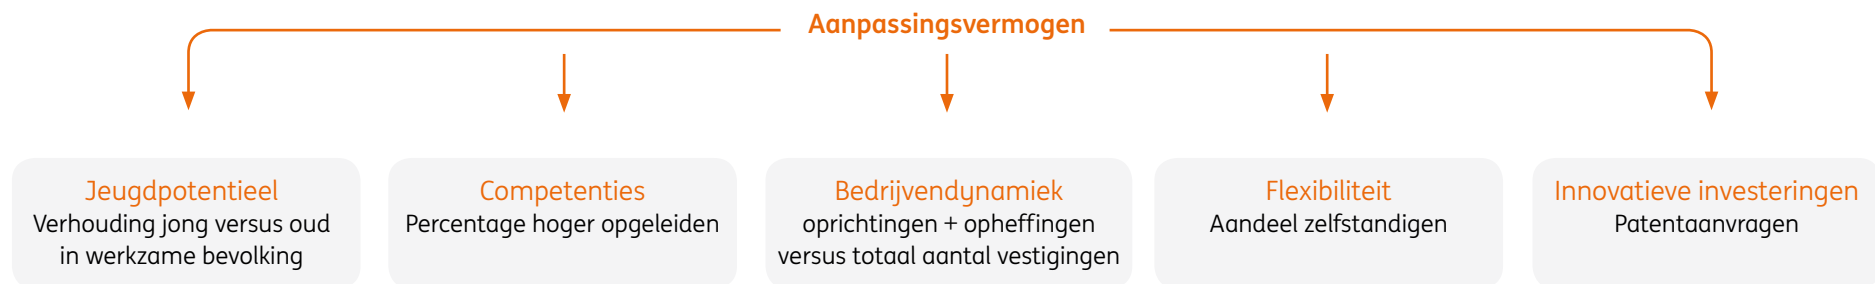 Aanpassingsvermogen
Jeugdpotentieel
Verhouding jong versus oud
in werkzame bevolking
Competenties
Percentage hoger opgeleiden
Bedrijvendynamiek
oprichtingen + opheffingen
versus totaal aantal vestigingen
Flexibiliteit
Aandeel zelfstandigen
Innovatieve investeringen
Patentaanvragen